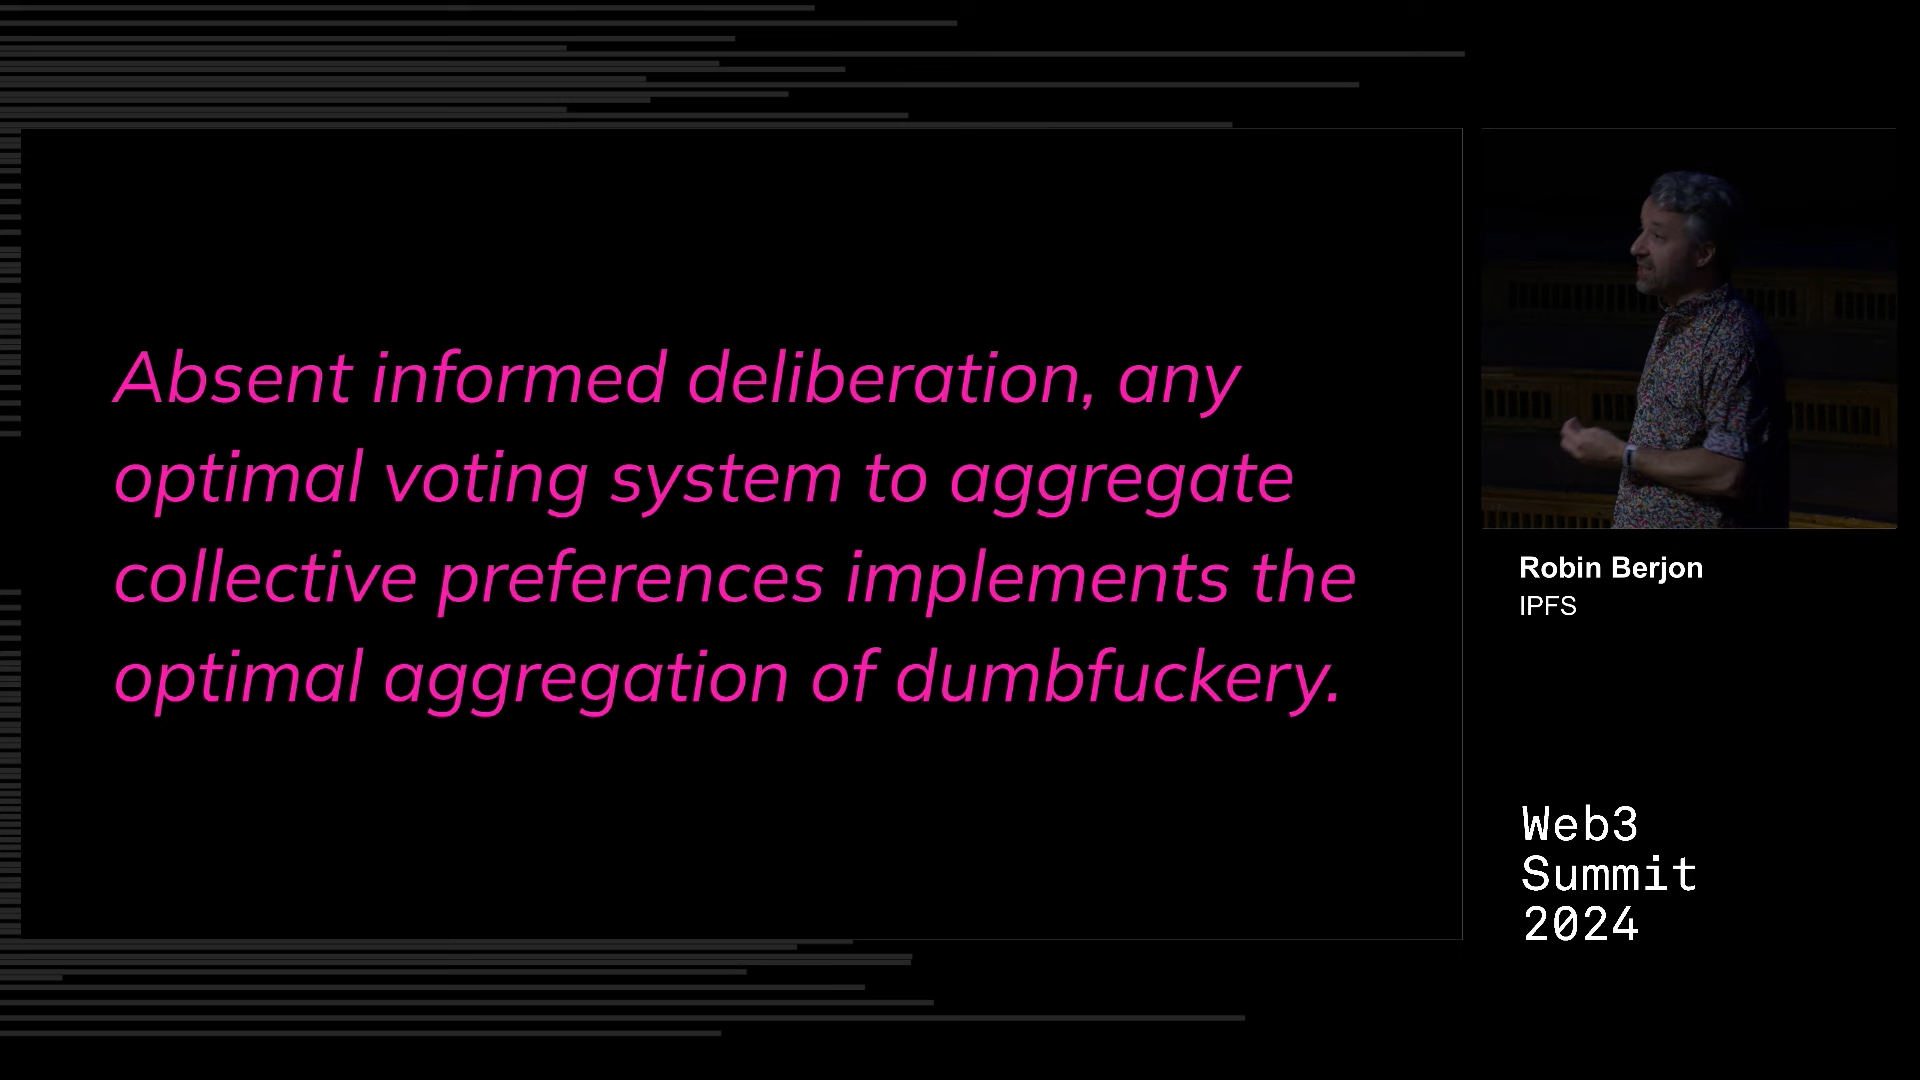 Absent informed deliberation, any
optimal voting system to aggregate
collective preferences implements the
optimal aggregation of dumbfuckery.
Robin Berjon
IPFS
Web3
Summit
2024